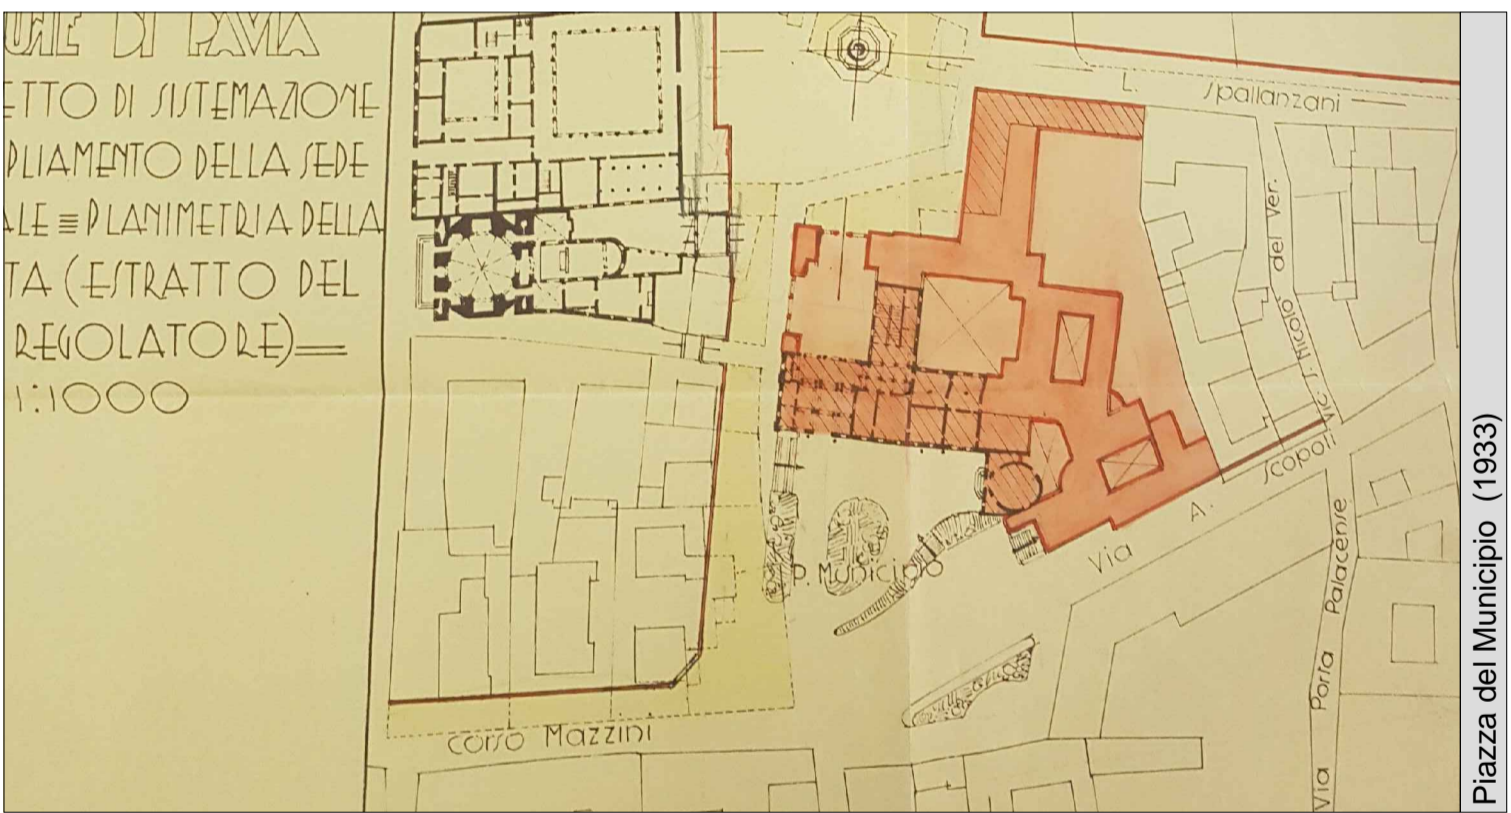 UNE DI PAVIA
ETTO DI SISTEMAZIONE
PLIAMENTO DELLA SEDE
ALE ≡ PLANIMETRIA DELLA
TA (ESTRATTO DEL
REGOLATORE)—
1:1000
L. Spallanzani
Vic. S. Nicolò del Ver.
Via A. Scopoli
P. Municipio
Via Porta Palacense
Corso Mazzini
Piazza del Municipio (1933)